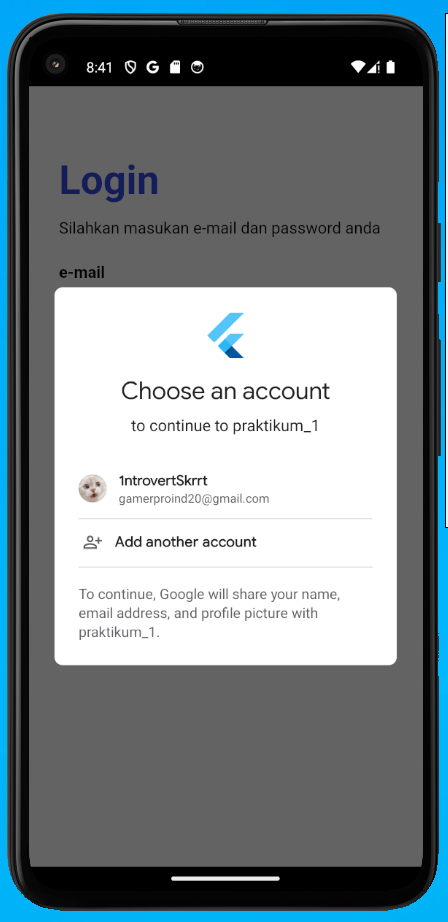 8:41
Login
Silahkan masukan e-mail dan password anda
e-mail
Choose an account
to continue to praktikum_1
1ntrovertSkrrt
gamerproind20@gmail.com
Add another account
To continue, Google will share your name,
email address, and profile picture with
praktikum_1.